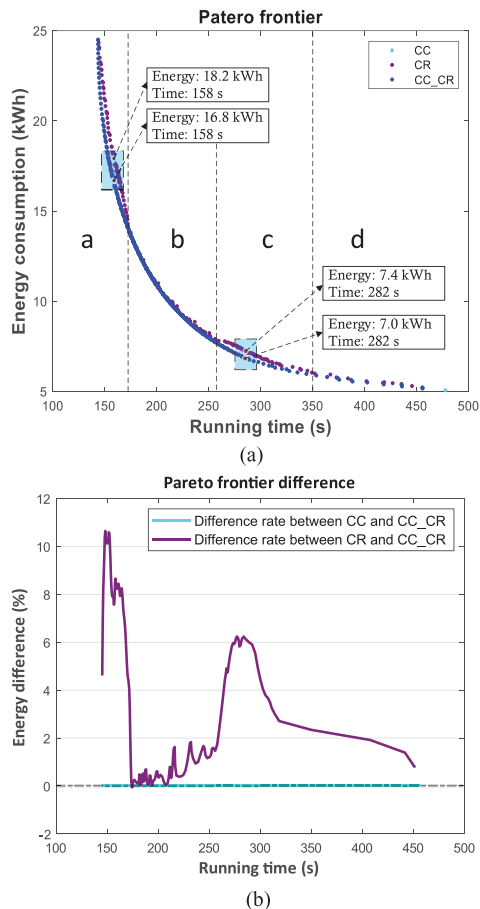 Patero frontier
CC
CR
CC_CR
Energy: 18.2 kWh
Time: 158 s
Energy: 16.8 kWh
Time: 158 s
a
b
c
d
Energy: 7.4 kWh
Time: 282 s
Energy: 7.0 kWh
Time: 282 s
Energy consumption (kWh)
25
20
15
10
5
100 150 200 250 300 350 400 450 500
Running time (s)
(a)
Pareto frontier difference
Difference rate between CC and CC_CR
Difference rate between CR and CC_CR
Energy difference (%)
12
10
8
6
4
2
0
-2
100 150 200 250 300 350 400 450 500
Running time (s)
(b)